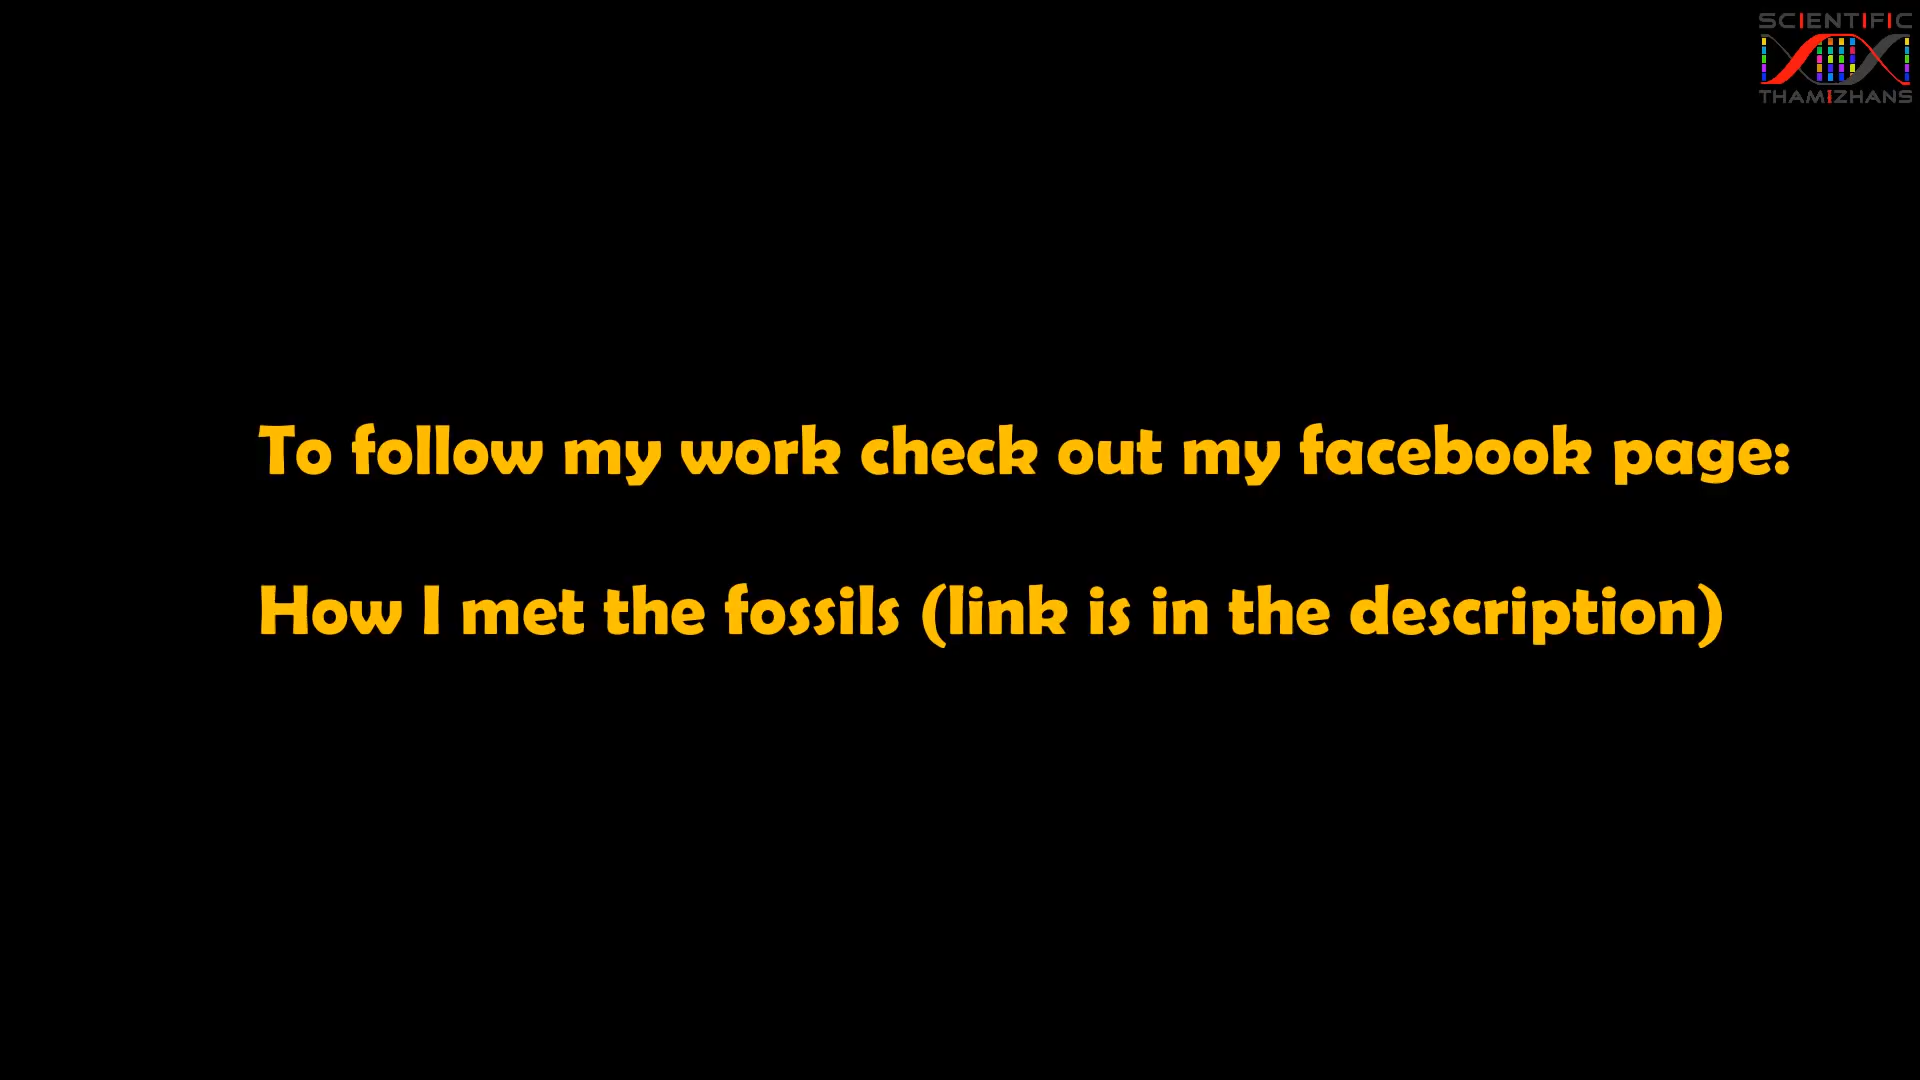 SCIENTIFIC
THAMIZHANS
To follow my work check out my facebook page:
How I met the fossils (link is in the description)